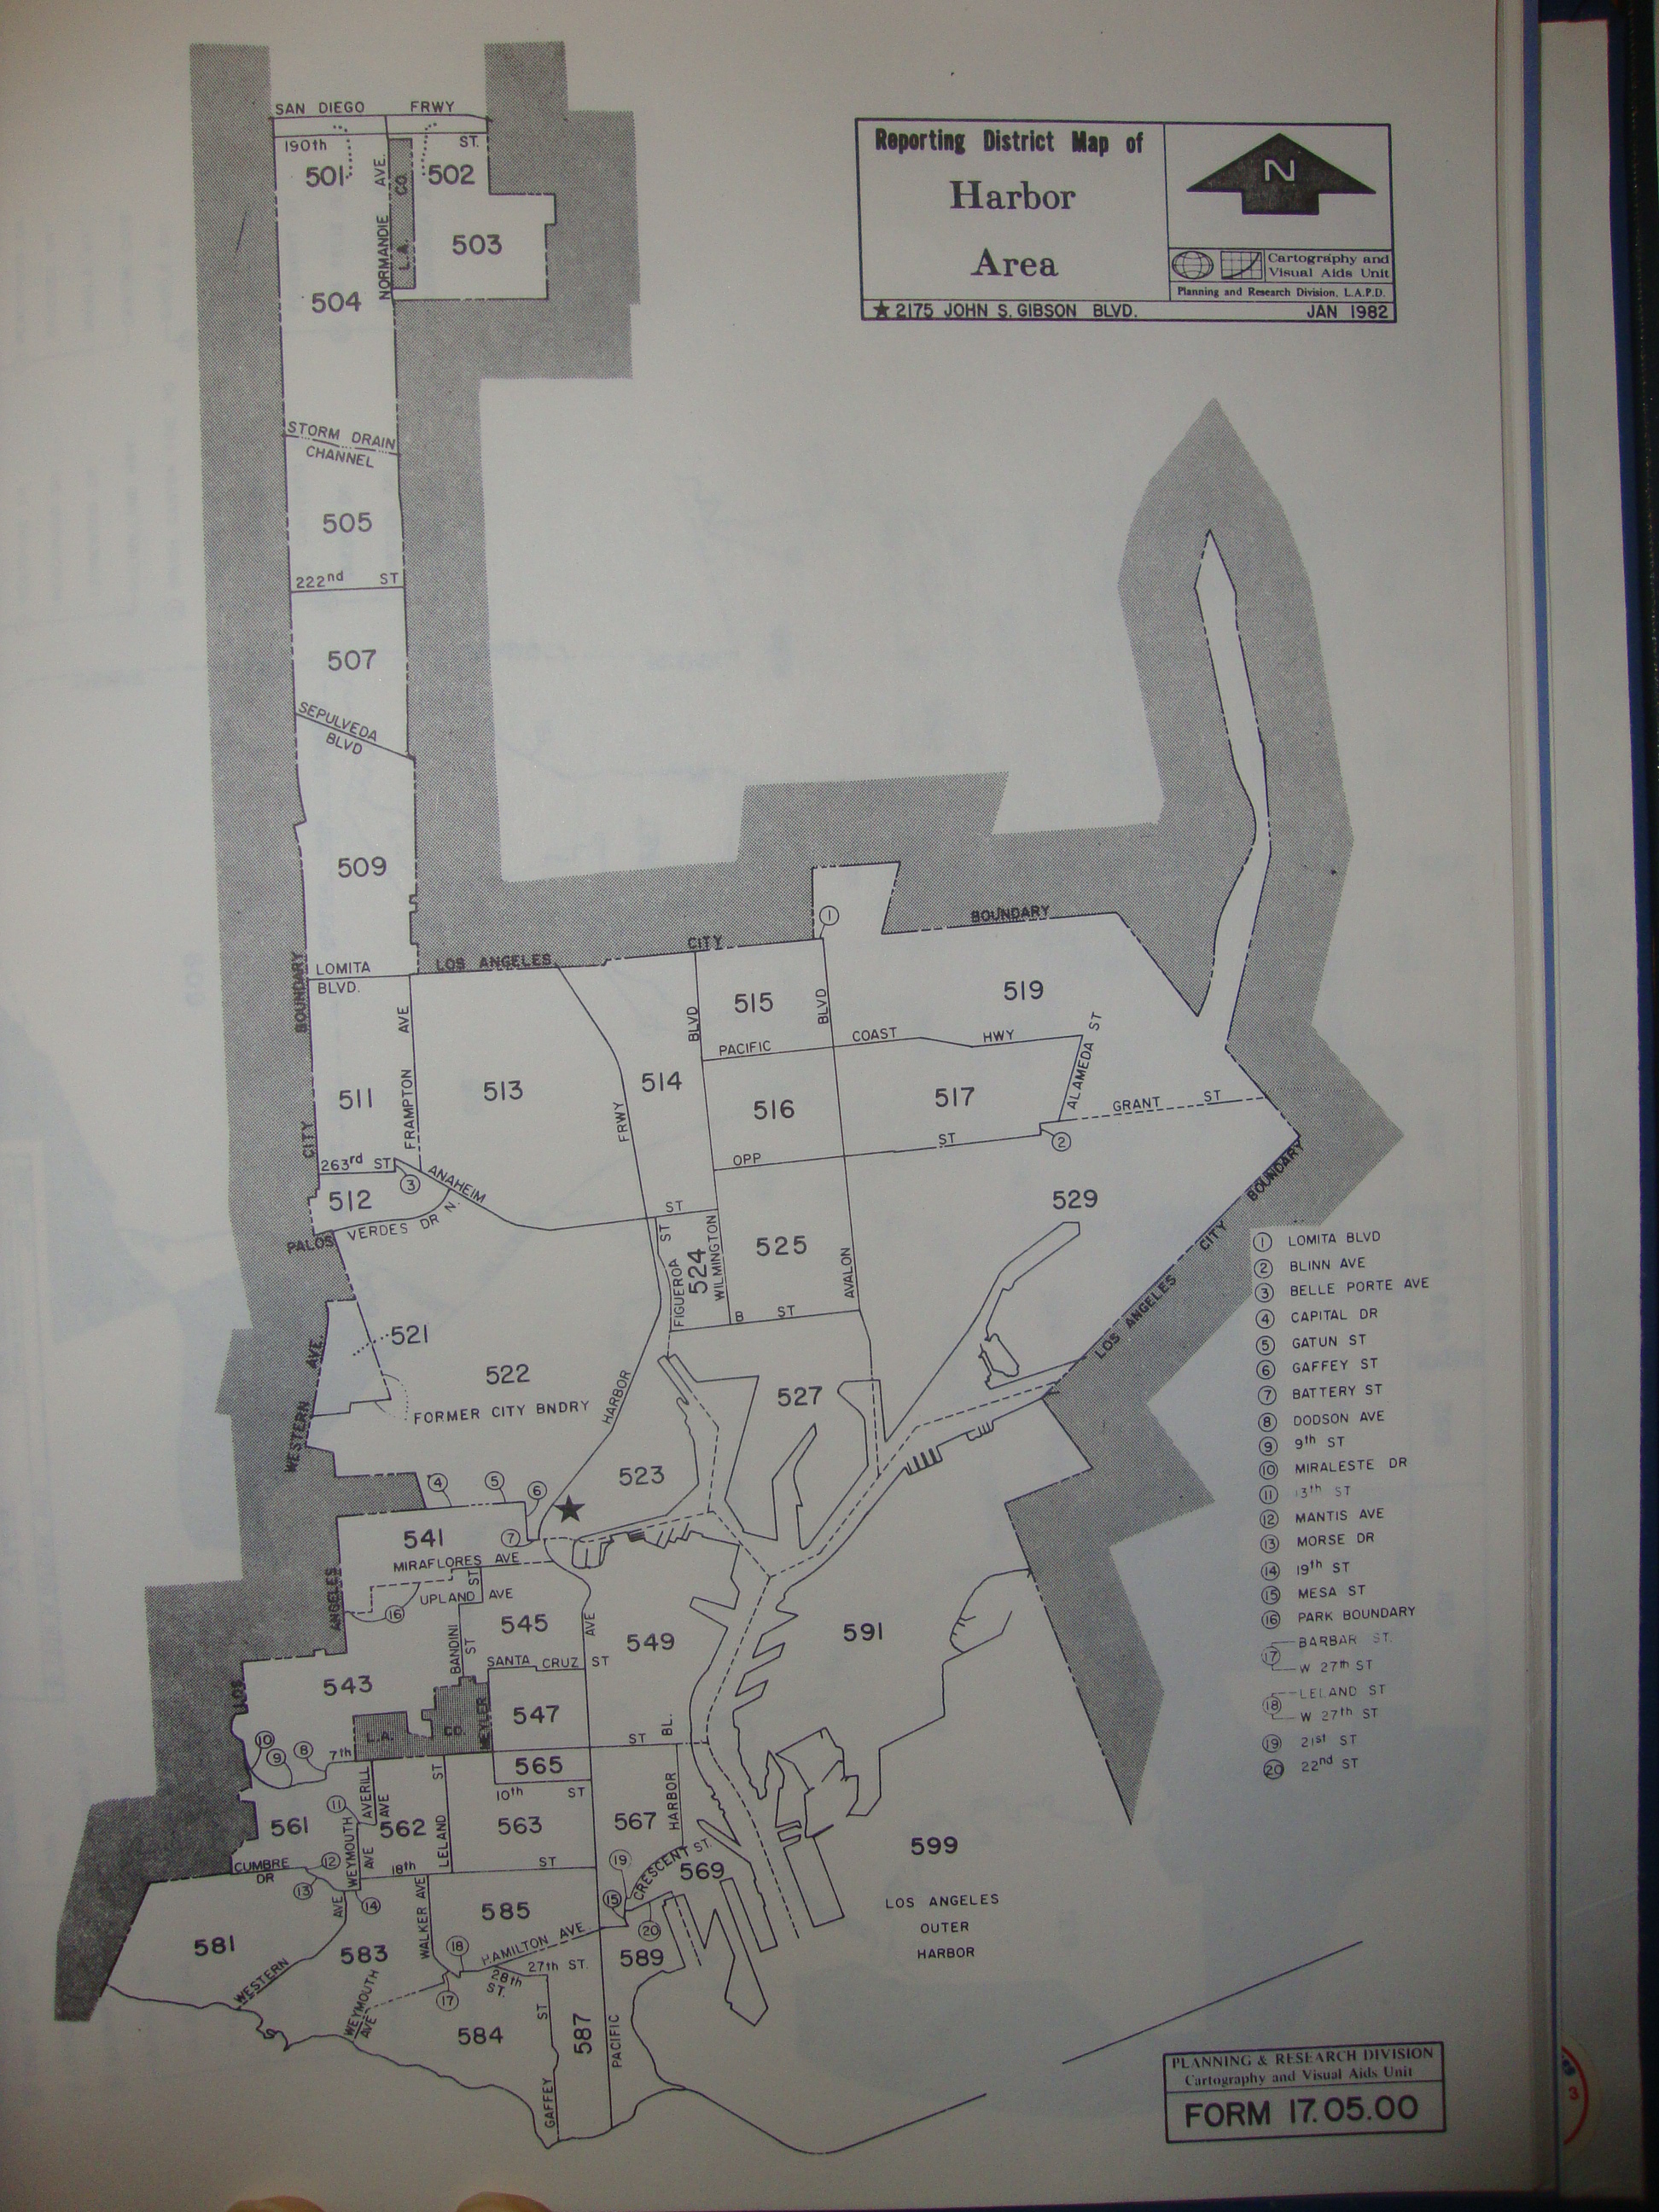 Reporting District Map of
Harbor
Area
N
Cartography and
Visual Aids Unit
Planning and Research Division, L.A.P.D.
★ 2175 JOHN S. GIBSON BLVD.
JAN 1982
SAN DIEGO FRWY
190th ST.
501
502
NORMANDIE AVE.
L.A. CO.
503
504
STORM DRAIN
CHANNEL
505
222nd ST
507
SEPULVEDA
BLVD
509
LOMITA
BLVD.
LOS ANGELES CITY BOUNDARY
CITY BOUNDARY
1
515
519
BLVD
BLVD
PACIFIC COAST HWY
FRAMPTON AVE
511
513
514
FRWY
516
517
ALAMEDA ST
GRANT ST
OPP ST
2
263rd ST
3
ANAHEIM ST
512
PALOS VERDES DR N.
529
FIGUEROA ST
524
WILMINGTON
525
AVALON
B ST
LOS ANGELES CITY BOUNDARY
521
522
WESTERN AVE.
FORMER CITY BNDRY
HARBOR
527
523
4
5
6
7
★
541
MIRAFLORES AVE
ST
UPLAND AVE
16
LOS ANGELES
545
AVE
549
591
BANDINI ST
SANTA CRUZ ST
543
547
L.A. CO.
MEYLER
ST
BL.
10
9
8
7th
565
10th ST
AVERILL AVE
ST
11
561
562
LELAND
563
567
HARBOR
WEYMOUTH AVE
12
CUMBRE
DR
13
18th ST
14
19
CRESCENT ST.
569
15
20
599
LOS ANGELES
OUTER
HARBOR
581
AVE
WESTERN
583
WALKER AVE
585
18
HAMILTON AVE
27th ST.
28th
ST.
589
17
WEYMOUTH
AVE
584
ST
GAFFEY
587
PACIFIC
1 LOMITA BLVD
2 BLINN AVE
3 BELLE PORTE AVE
4 CAPITAL DR
5 GATUN ST
6 GAFFEY ST
7 BATTERY ST
8 DODSON AVE
9 9th ST
10 MIRALESTE DR
11 13th ST
12 MANTIS AVE
13 MORSE DR
14 19th ST
15 MESA ST
16 PARK BOUNDARY
17 BARBAR ST.
W 27th ST
18 LELAND ST
W 27th ST
19 21st ST
20 22nd ST
PLANNING & RESEARCH DIVISION
Cartography and Visual Aids Unit
FORM 17.05.00
3